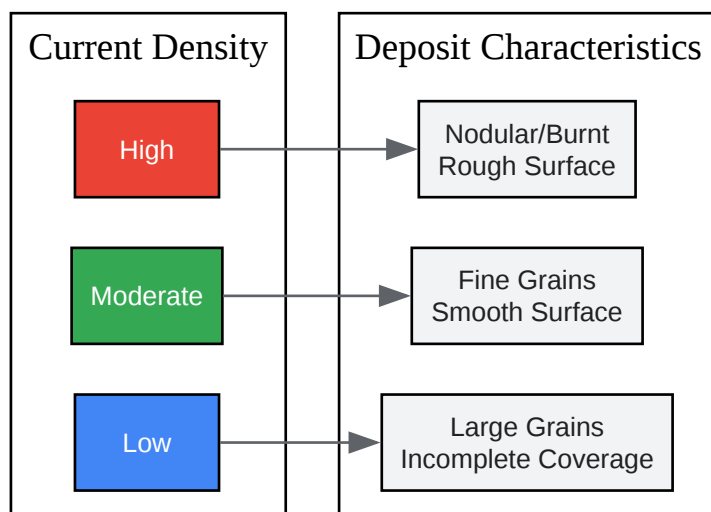 Current Density
Deposit Characteristics
High
Nodular/Burnt
Rough Surface
Moderate
Fine Grains
Smooth Surface
Low
Large Grains
Incomplete Coverage